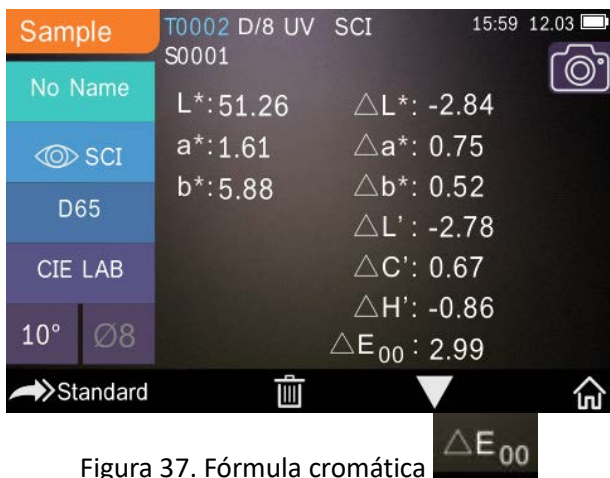 Sample
T0002 D/8 UV SCI 15:59 12.03
S0001
No Name
SCI
D65
CIE LAB
10° Ø8
L*:51.26 △L*: -2.84
a*:1.61 △a*: 0.75
b*:5.88 △b*: 0.52
△L': -2.78
△C': 0.67
△H': -0.86
△E00: 2.99
Standard
Figura 37. Fórmula cromática △E00